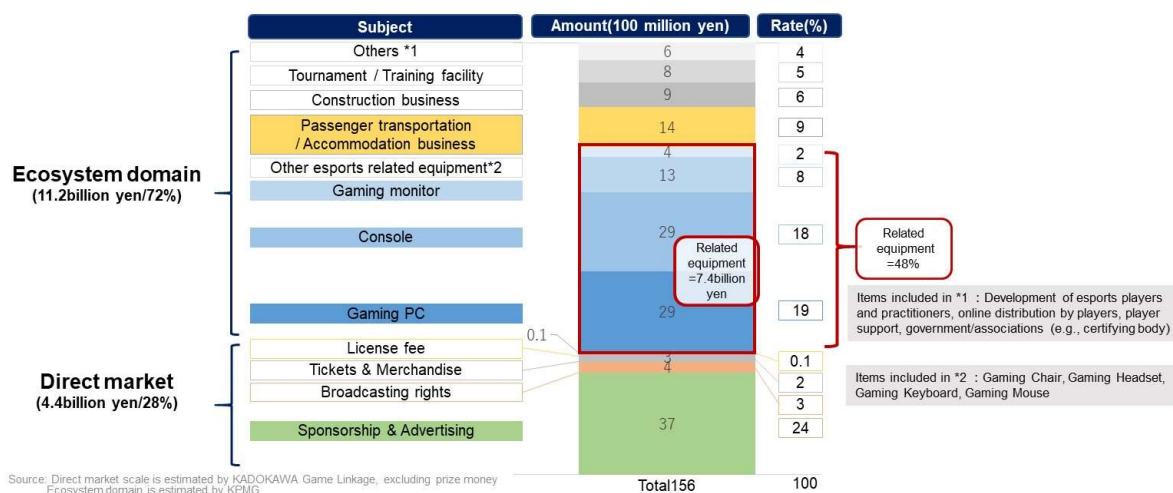 Subject
Amount(100 million yen)
Rate(%)
Others *1
6
4
Tournament / Training facility
8
5
Construction business
9
6
Passenger transportation
/ Accommodation business
14
9
Other esports related equipment*2
4
2
Gaming monitor
13
8
Console
29
18
Gaming PC
29
19
Ecosystem domain
(11.2billion yen/72%)
Related
equipment
=7.4billion
yen
Related
equipment
=48%
Items included in *1 : Development of esports players
and practitioners, online distribution by players, player
support, government/associations (e.g., certifying body)
License fee
0.1
0.1
Tickets & Merchandise
3
2
Broadcasting rights
4
3
Sponsorship & Advertising
37
24
Direct market
(4.4billion yen/28%)
Items included in *2 : Gaming Chair, Gaming Headset,
Gaming Keyboard, Gaming Mouse
Total156
100
Source: Direct market scale is estimated by KADOKAWA Game Linkage, excluding prize money
Ecosystem domain is estimated by KPMG